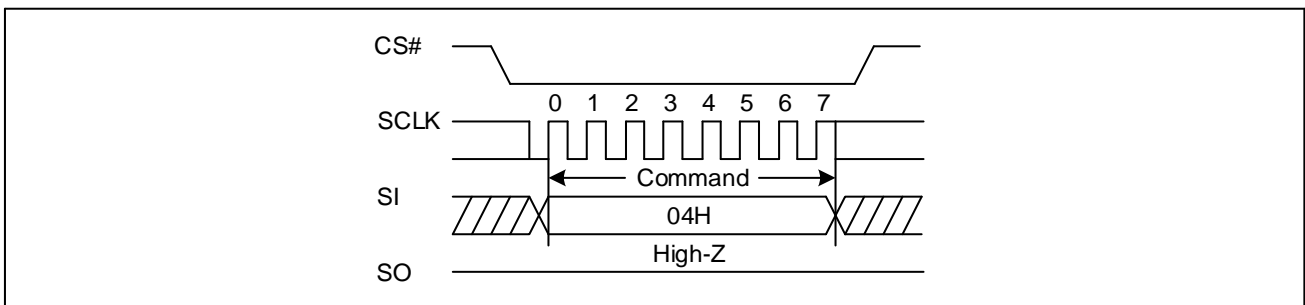 CS#
0 1 2 3 4 5 6 7
SCLK
Command
SI
04H
High-Z
SO